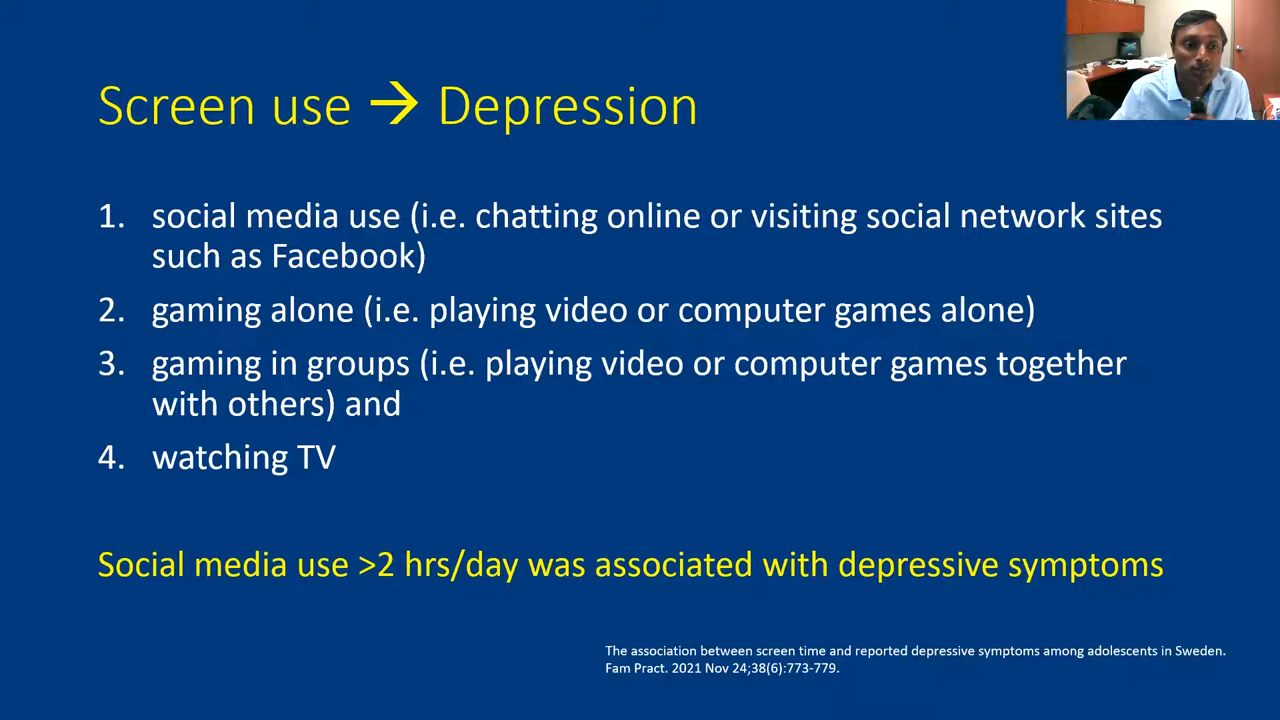 Screen use → Depression
1. social media use (i.e. chatting online or visiting social network sites
such as Facebook)
2. gaming alone (i.e. playing video or computer games alone)
3. gaming in groups (i.e. playing video or computer games together
with others) and
4. watching TV
Social media use >2 hrs/day was associated with depressive symptoms
The association between screen time and reported depressive symptoms among adolescents in Sweden.
Fam Pract. 2021 Nov 24;38(6):773-779.